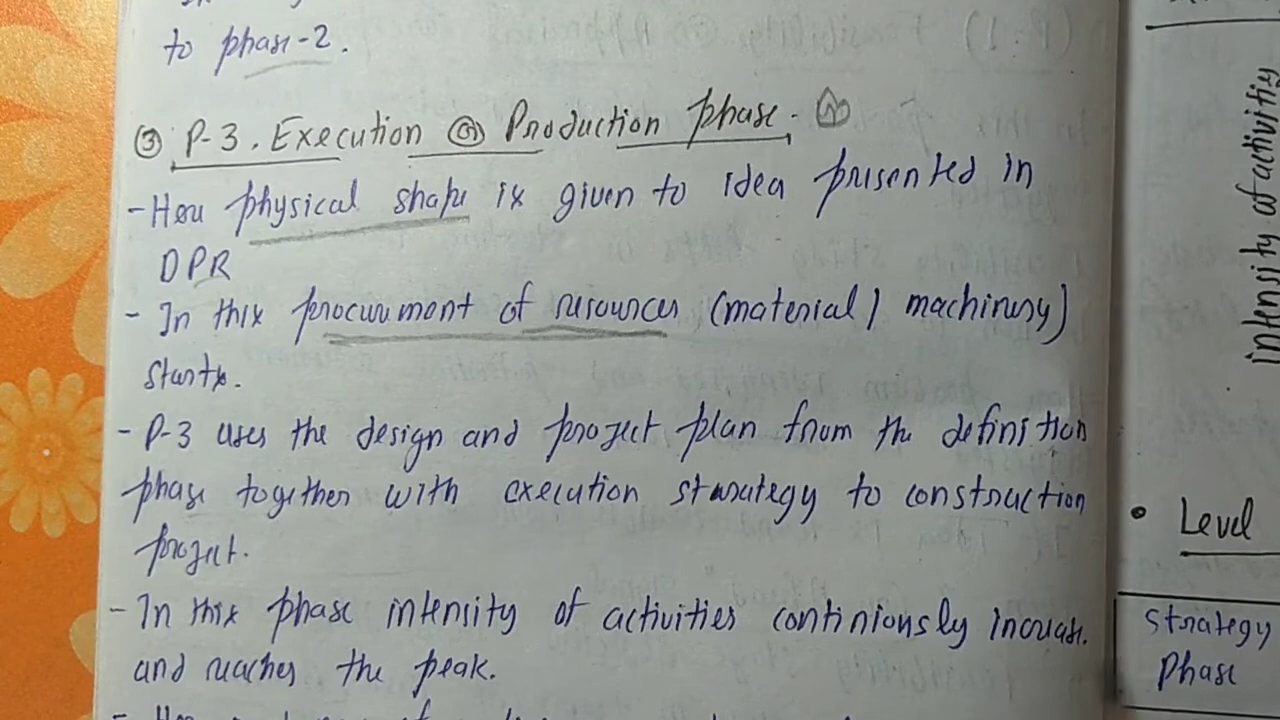 to phase-2.
③ P-3. Execution or Production phase.
- Here physical shape is given to idea presented in
DPR
- In this procurement of resources (material / machinery)
starts.
- P-3 uses the design and project plan from the definition
phase together with execution strategy to construction
project.
- In this phase intensity of activities continiously increase.
and reaches the peak.
intensity of activities
• Level
Strategy
Phase